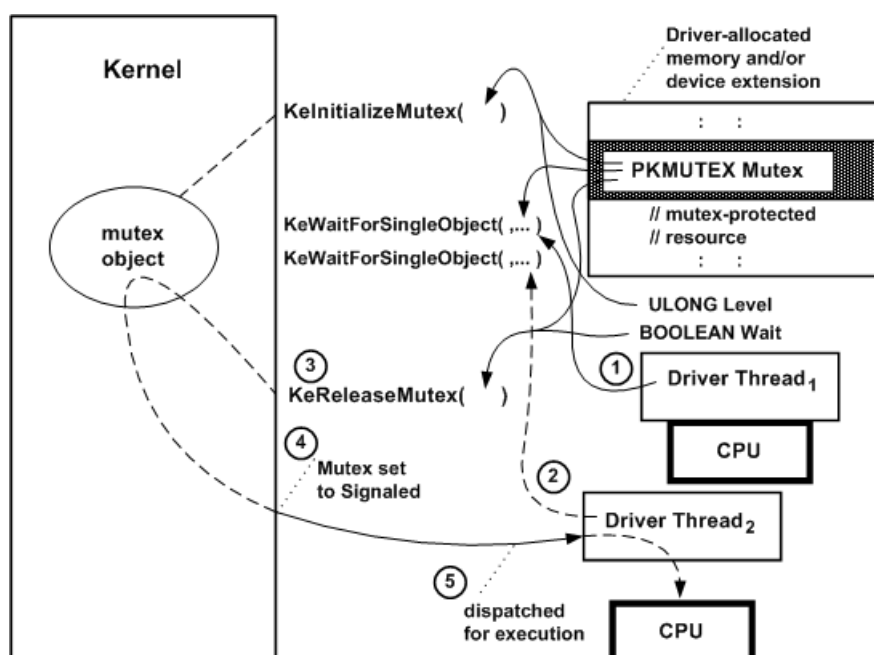 Kernel
mutex
object
KeInitializeMutex( )
KeWaitForSingleObject( ,... )
KeWaitForSingleObject( ,... )
3
KeReleaseMutex( )
4
Mutex set
to Signaled
5
dispatched
for execution
Driver-allocated
memory and/or
device extension
: :
PKMUTEX Mutex
// mutex-protected
// resource
: :
ULONG Level
BOOLEAN Wait
1
Driver Thread1
CPU
2
Driver Thread2
CPU